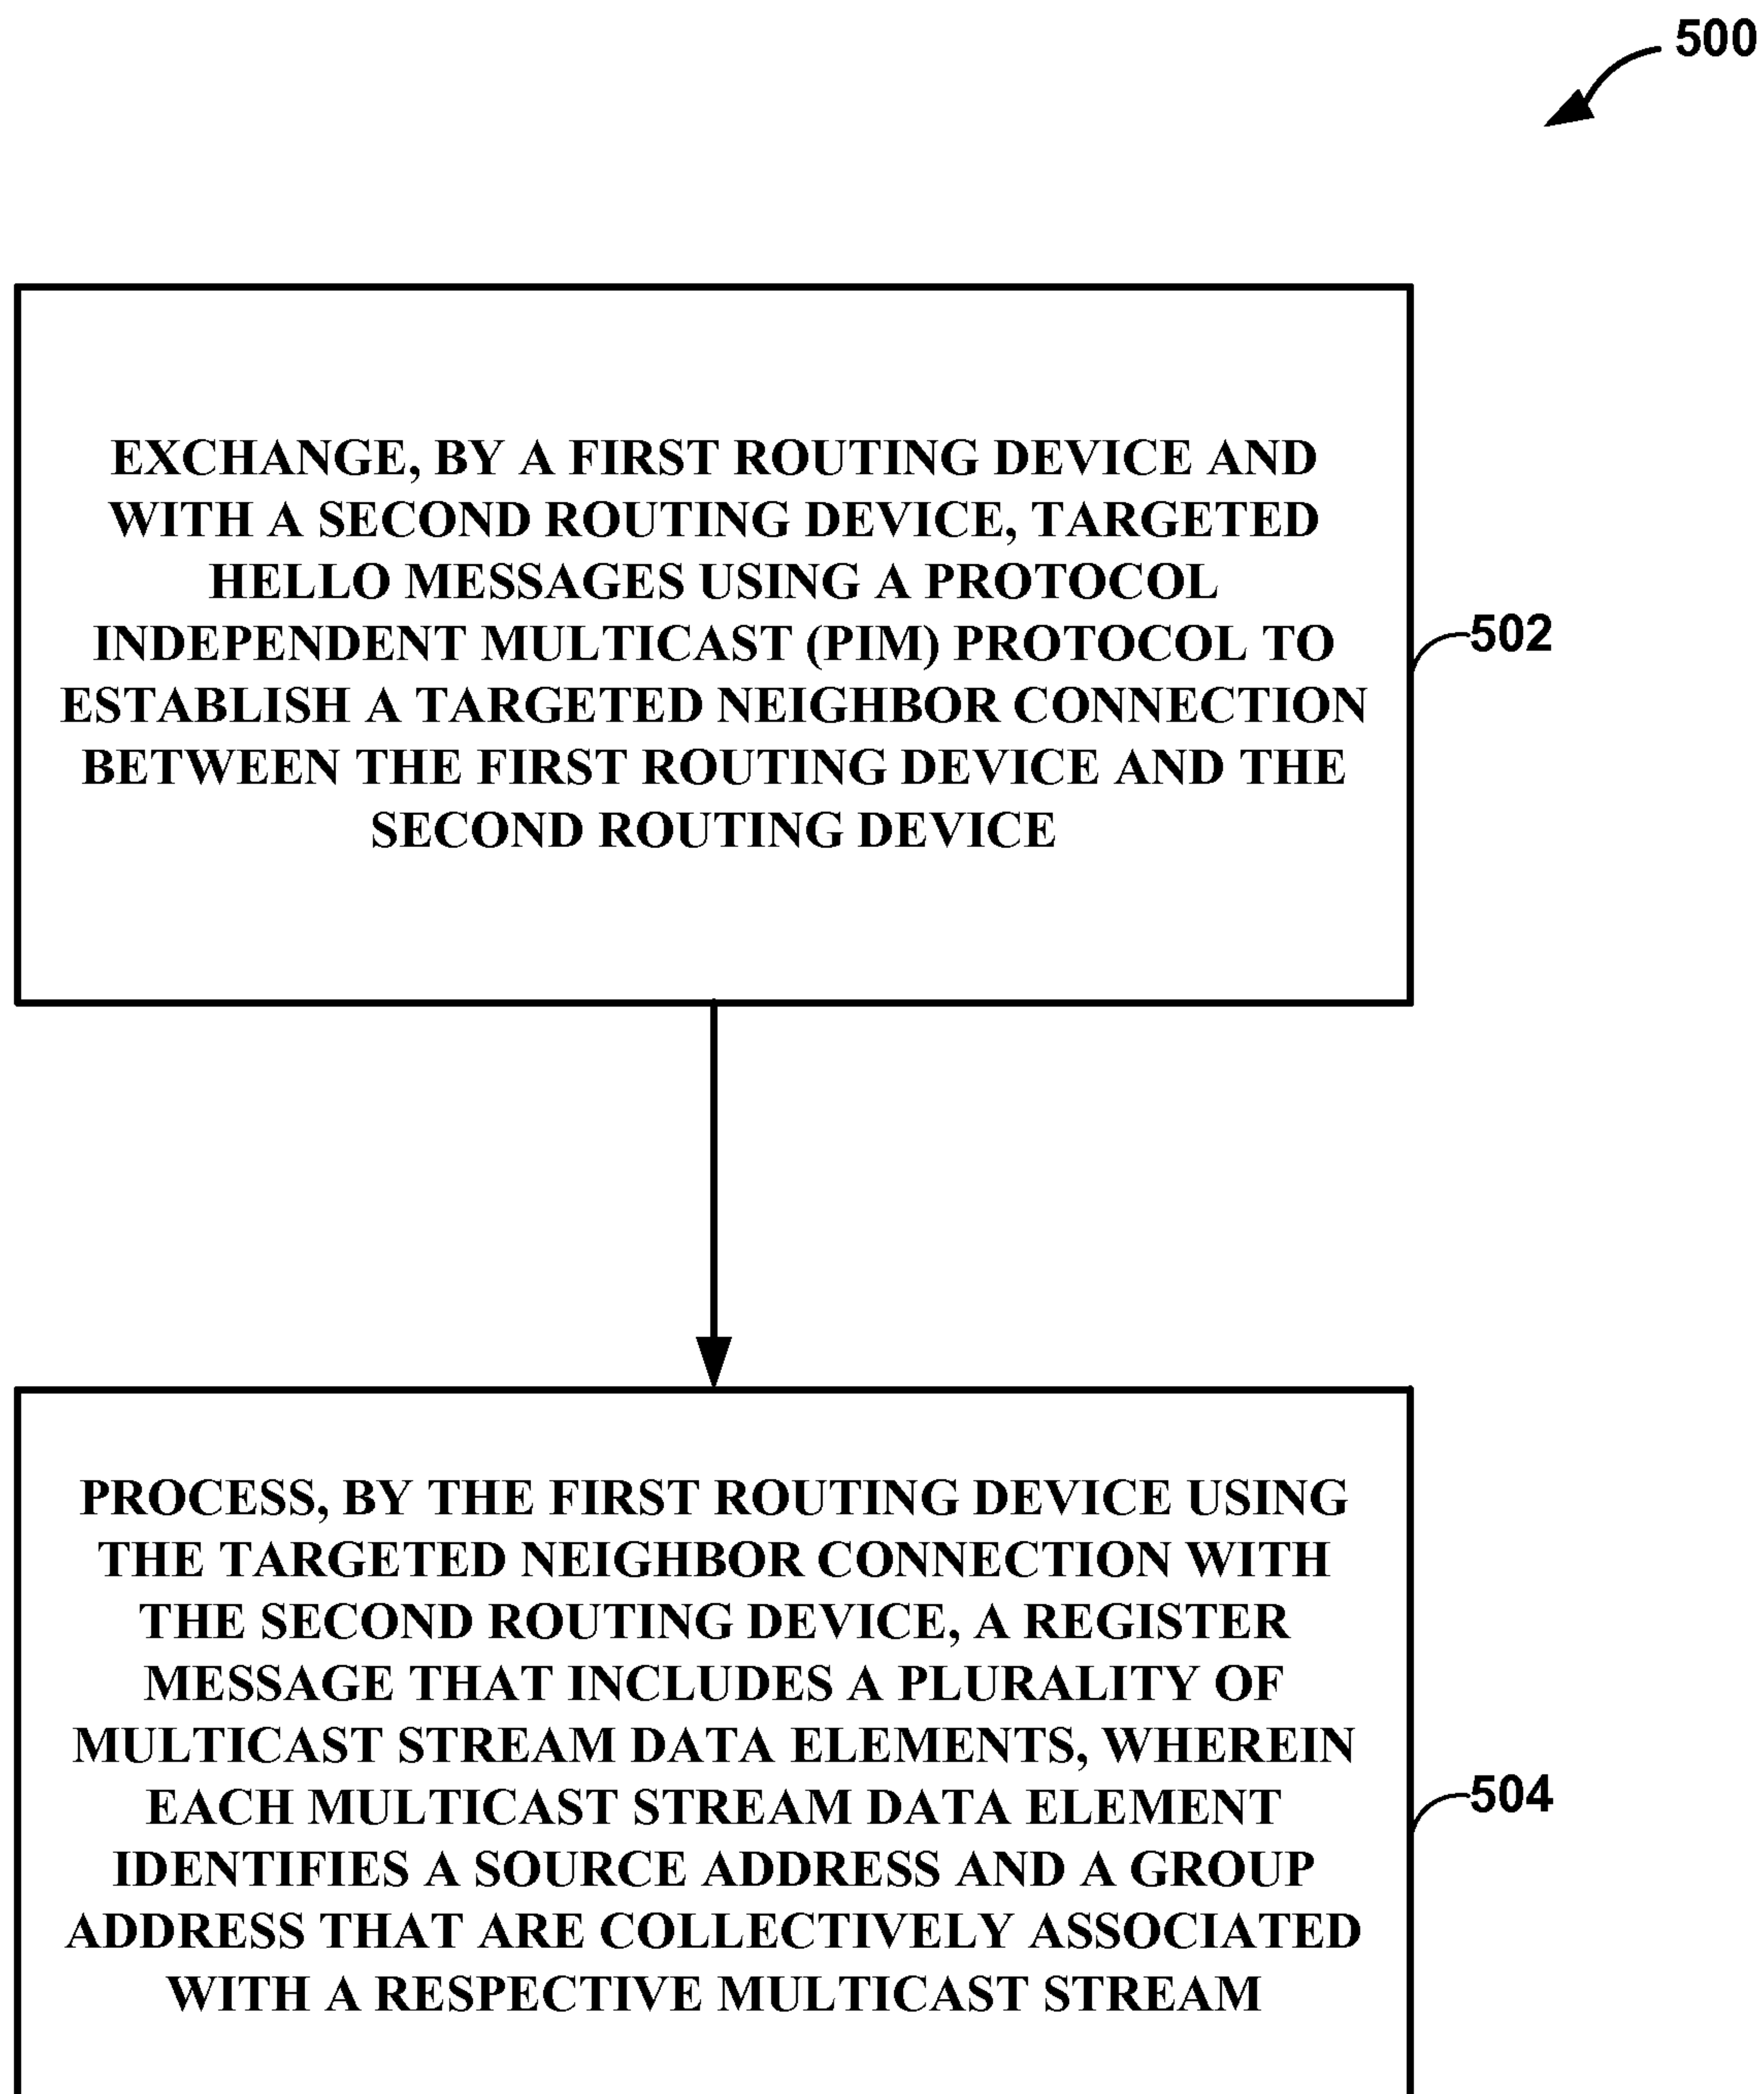 500
EXCHANGE, BY A FIRST ROUTING DEVICE AND
WITH A SECOND ROUTING DEVICE, TARGETED
HELLO MESSAGES USING A PROTOCOL
INDEPENDENT MULTICAST (PIM) PROTOCOL TO
ESTABLISH A TARGETED NEIGHBOR CONNECTION
BETWEEN THE FIRST ROUTING DEVICE AND THE
SECOND ROUTING DEVICE
502
PROCESS, BY THE FIRST ROUTING DEVICE USING
THE TARGETED NEIGHBOR CONNECTION WITH
THE SECOND ROUTING DEVICE, A REGISTER
MESSAGE THAT INCLUDES A PLURALITY OF
MULTICAST STREAM DATA ELEMENTS, WHEREIN
EACH MULTICAST STREAM DATA ELEMENT
IDENTIFIES A SOURCE ADDRESS AND A GROUP
ADDRESS THAT ARE COLLECTIVELY ASSOCIATED
WITH A RESPECTIVE MULTICAST STREAM
504